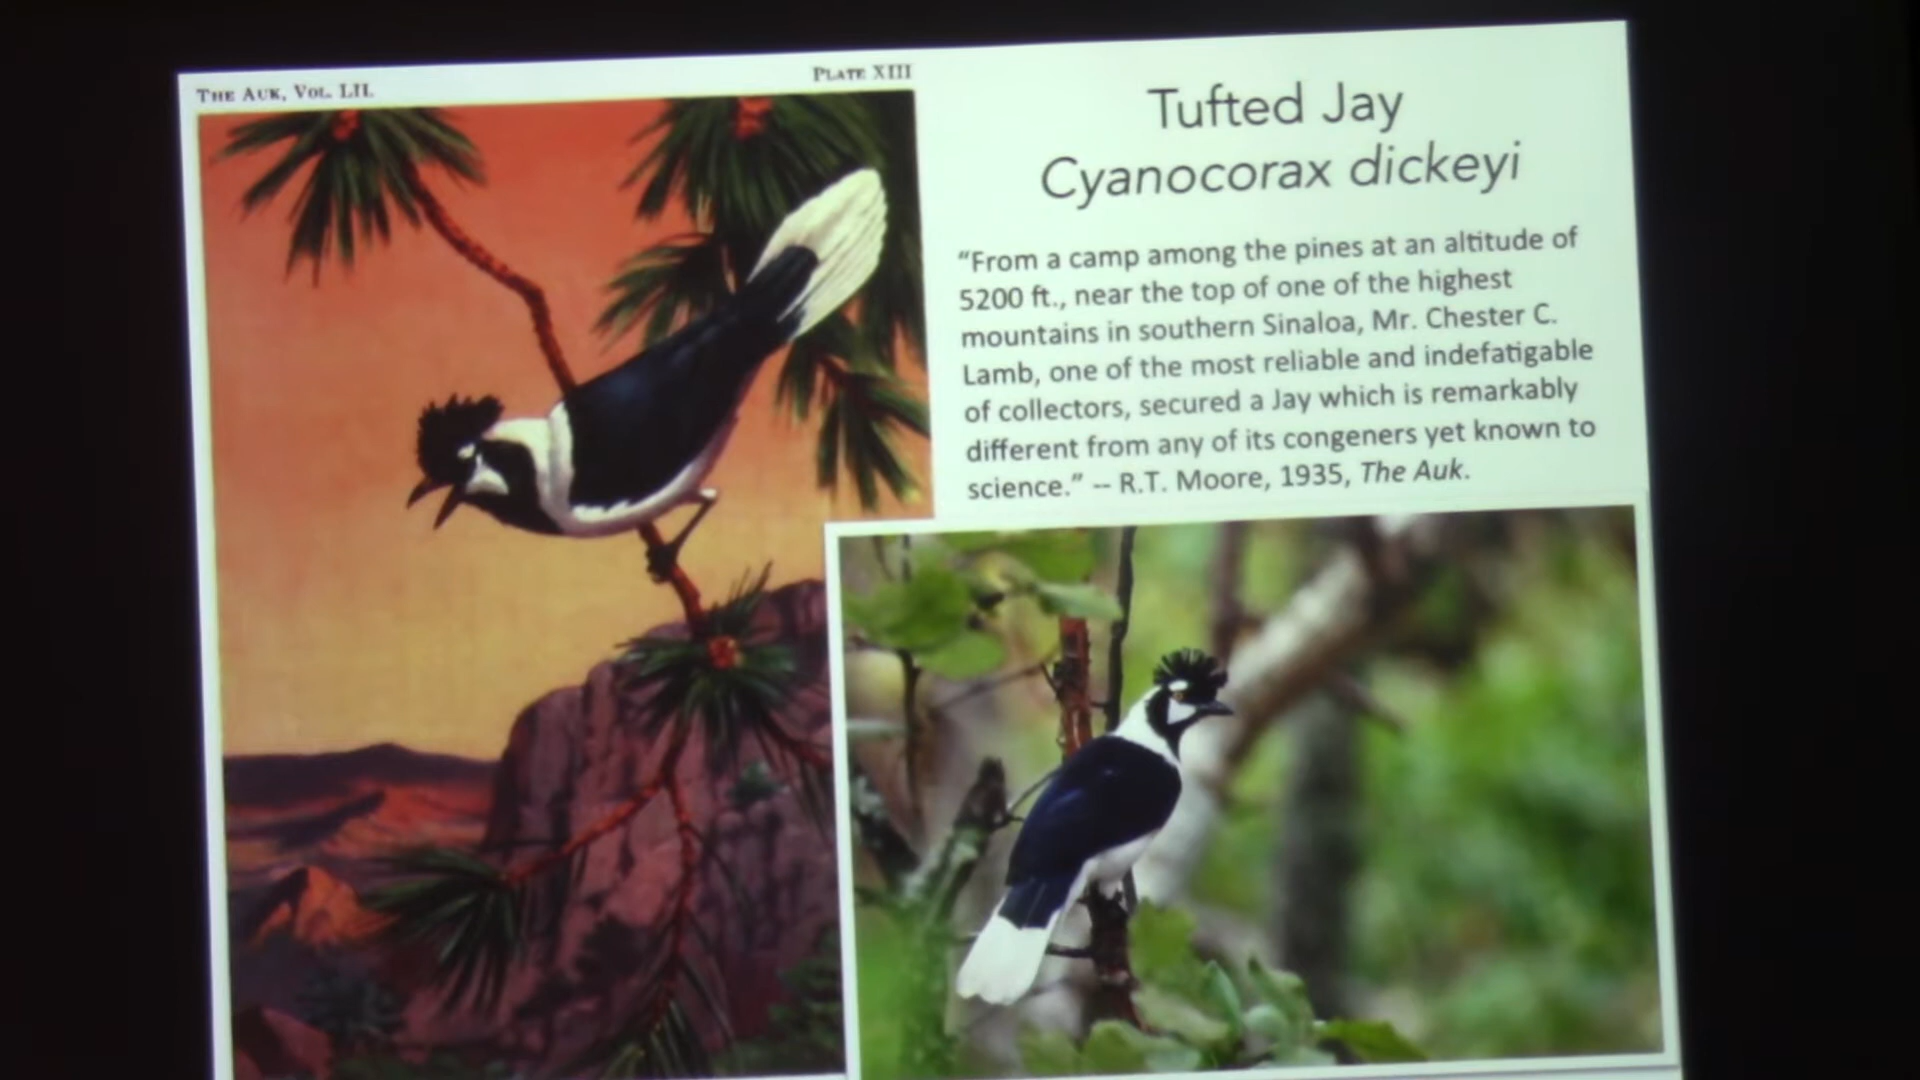 THE AUK, VOL. LII.
PLATE XIII
Tufted Jay
Cyanocorax dickeyi
“From a camp among the pines at an altitude of
5200 ft., near the top of one of the highest
mountains in southern Sinaloa, Mr. Chester C.
Lamb, one of the most reliable and indefatigable
of collectors, secured a Jay which is remarkably
different from any of its congeners yet known to
science.” -- R.T. Moore, 1935, The Auk.